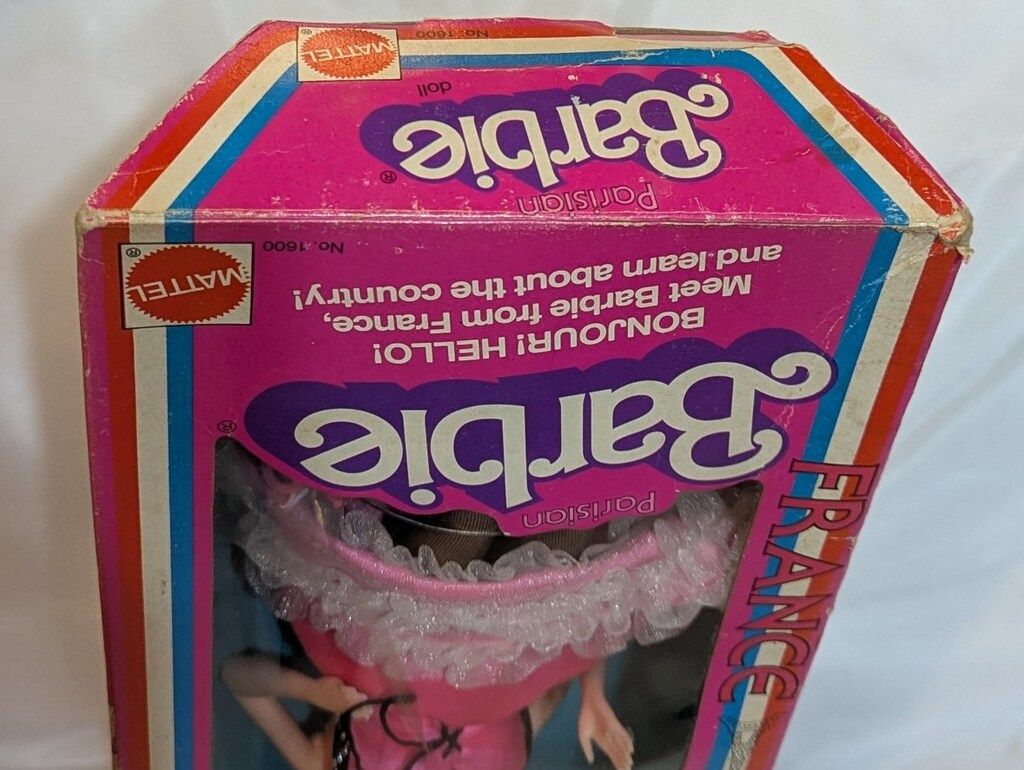 FRANCE
Parisian
Barbie®
BONJOUR! HELLO!
Meet Barbie from France,
and learn about the country!
No. 1600
MATTEL®
Parisian
Barbie®
doll
MATTEL®
No. 1600